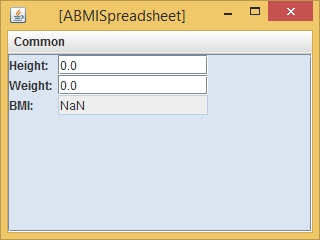 [ABMISpreadsheet]
Common
Height: 0.0
Weight: 0.0
BMI: NaN